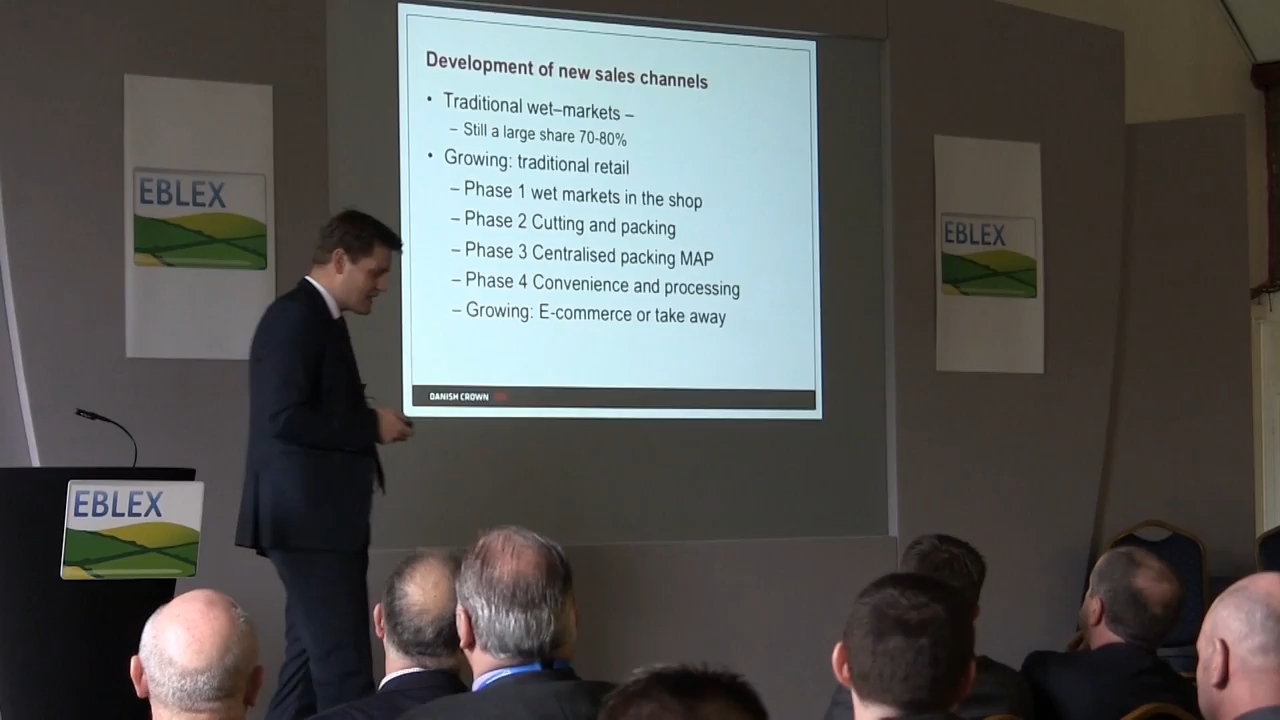 Development of new sales channels
• Traditional wet–markets –
– Still a large share 70-80%
• Growing: traditional retail
– Phase 1 wet markets in the shop
– Phase 2 Cutting and packing
– Phase 3 Centralised packing MAP
– Phase 4 Convenience and processing
– Growing: E-commerce or take away
DANISH CROWN
EBLEX
EBLEX
EBLEX